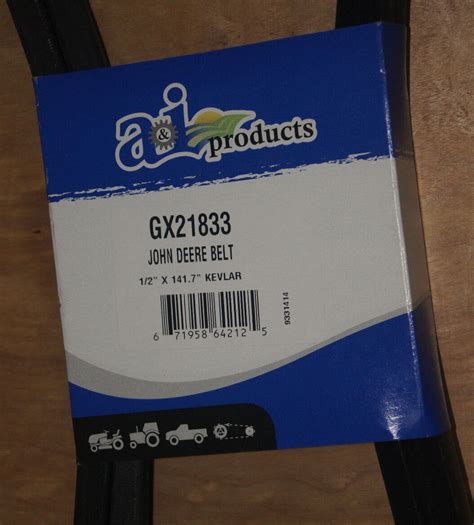 a&i products
GX21833
JOHN DEERE BELT
1/2" X 141.7" KEVLAR
6 71958 64212 5
9331414